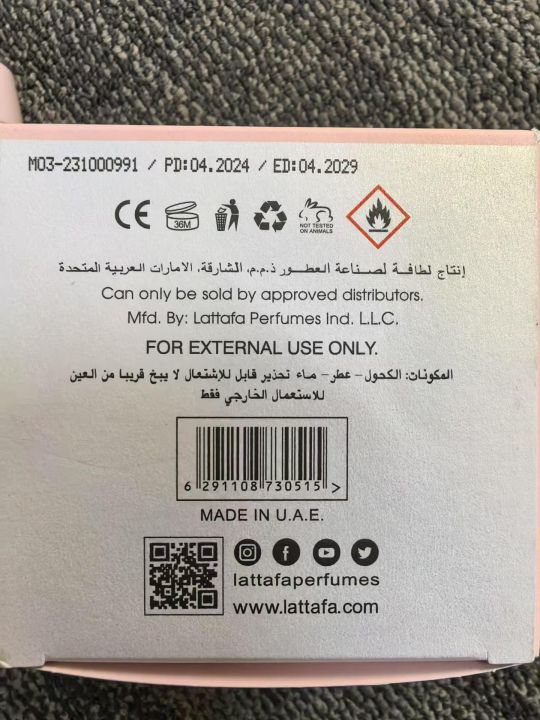 M03-231000991 / PD:04.2024 / ED:04.2029
CE
36M
NOT TESTED
ON ANIMALS
إنتاج لطافة لصناعة العطور ذ.م.م، الشارقة، الامارات العربية المتحدة
Can only be sold by approved distributors.
Mfd. By: Lattafa Perfumes Ind. L.L.C.
FOR EXTERNAL USE ONLY.
المكونات: الكحول - عطر - ماء تحذير قابل للإشتعال لا يبخ قريبا من العين
للاستعمال الخارجي فقط
6 291108 730515 >
MADE IN U.A.E.
lattafaperfumes
www.lattafa.com